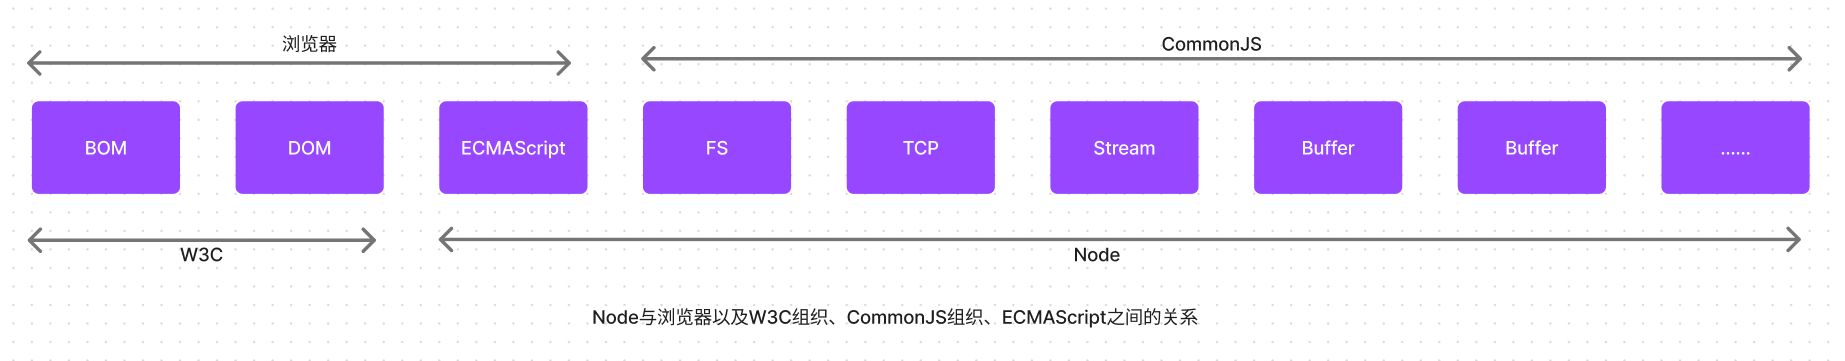 浏览器
CommonJS
BOM
DOM
ECMAScript
FS
TCP
Stream
Buffer
Buffer
......
W3C
Node
Node与浏览器以及W3C组织、CommonJS组织、ECMAScript之间的关系